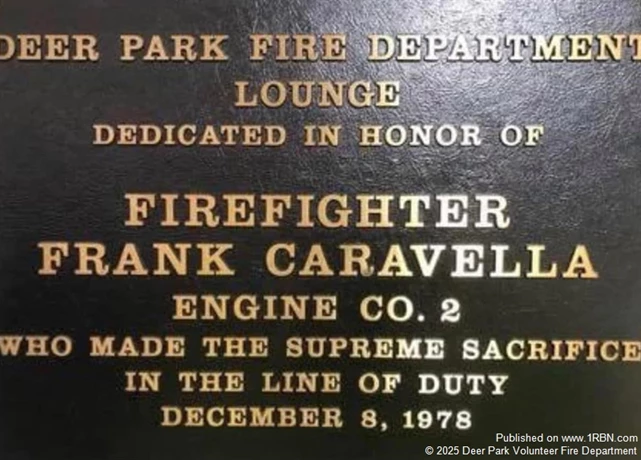 DEER PARK FIRE DEPARTMENT
LOUNGE
DEDICATED IN HONOR OF
FIREFIGHTER
FRANK CARAVELLA
ENGINE CO. 2
WHO MADE THE SUPREME SACRIFICE
IN THE LINE OF DUTY
DECEMBER 8, 1978
Published on www.1RBN.com
© 2025 Deer Park Volunteer Fire Department